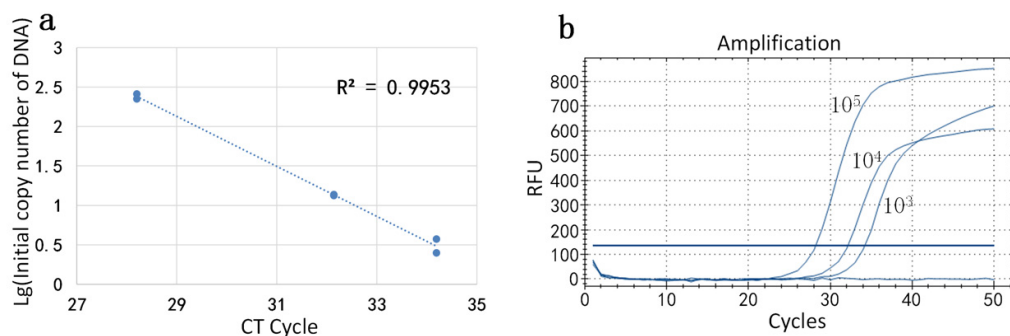 a
Lg(Initial copy number of DNA)
3
2.5
2
1.5
1
0.5
0
R² = 0.9953
27 29 31 33 35
CT Cycle
b
Amplification
RFU
800
700
600
500
400
300
200
100
0
10⁵
10⁴
10³
0 10 20 30 40 50
Cycles